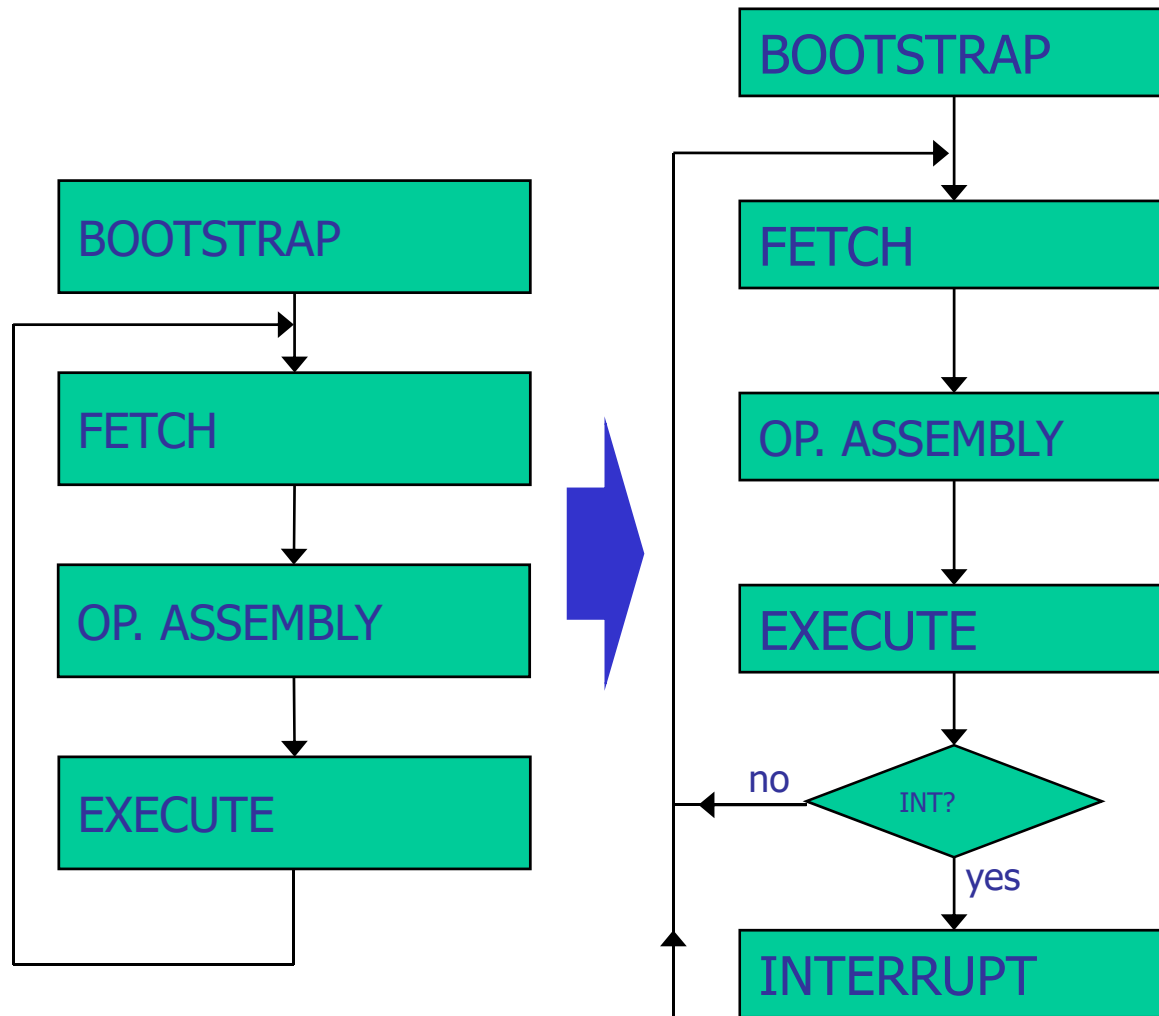 BOOTSTRAP
FETCH
OP. ASSEMBLY
EXECUTE
BOOTSTRAP
FETCH
OP. ASSEMBLY
EXECUTE
INT?
no
yes
INTERRUPT